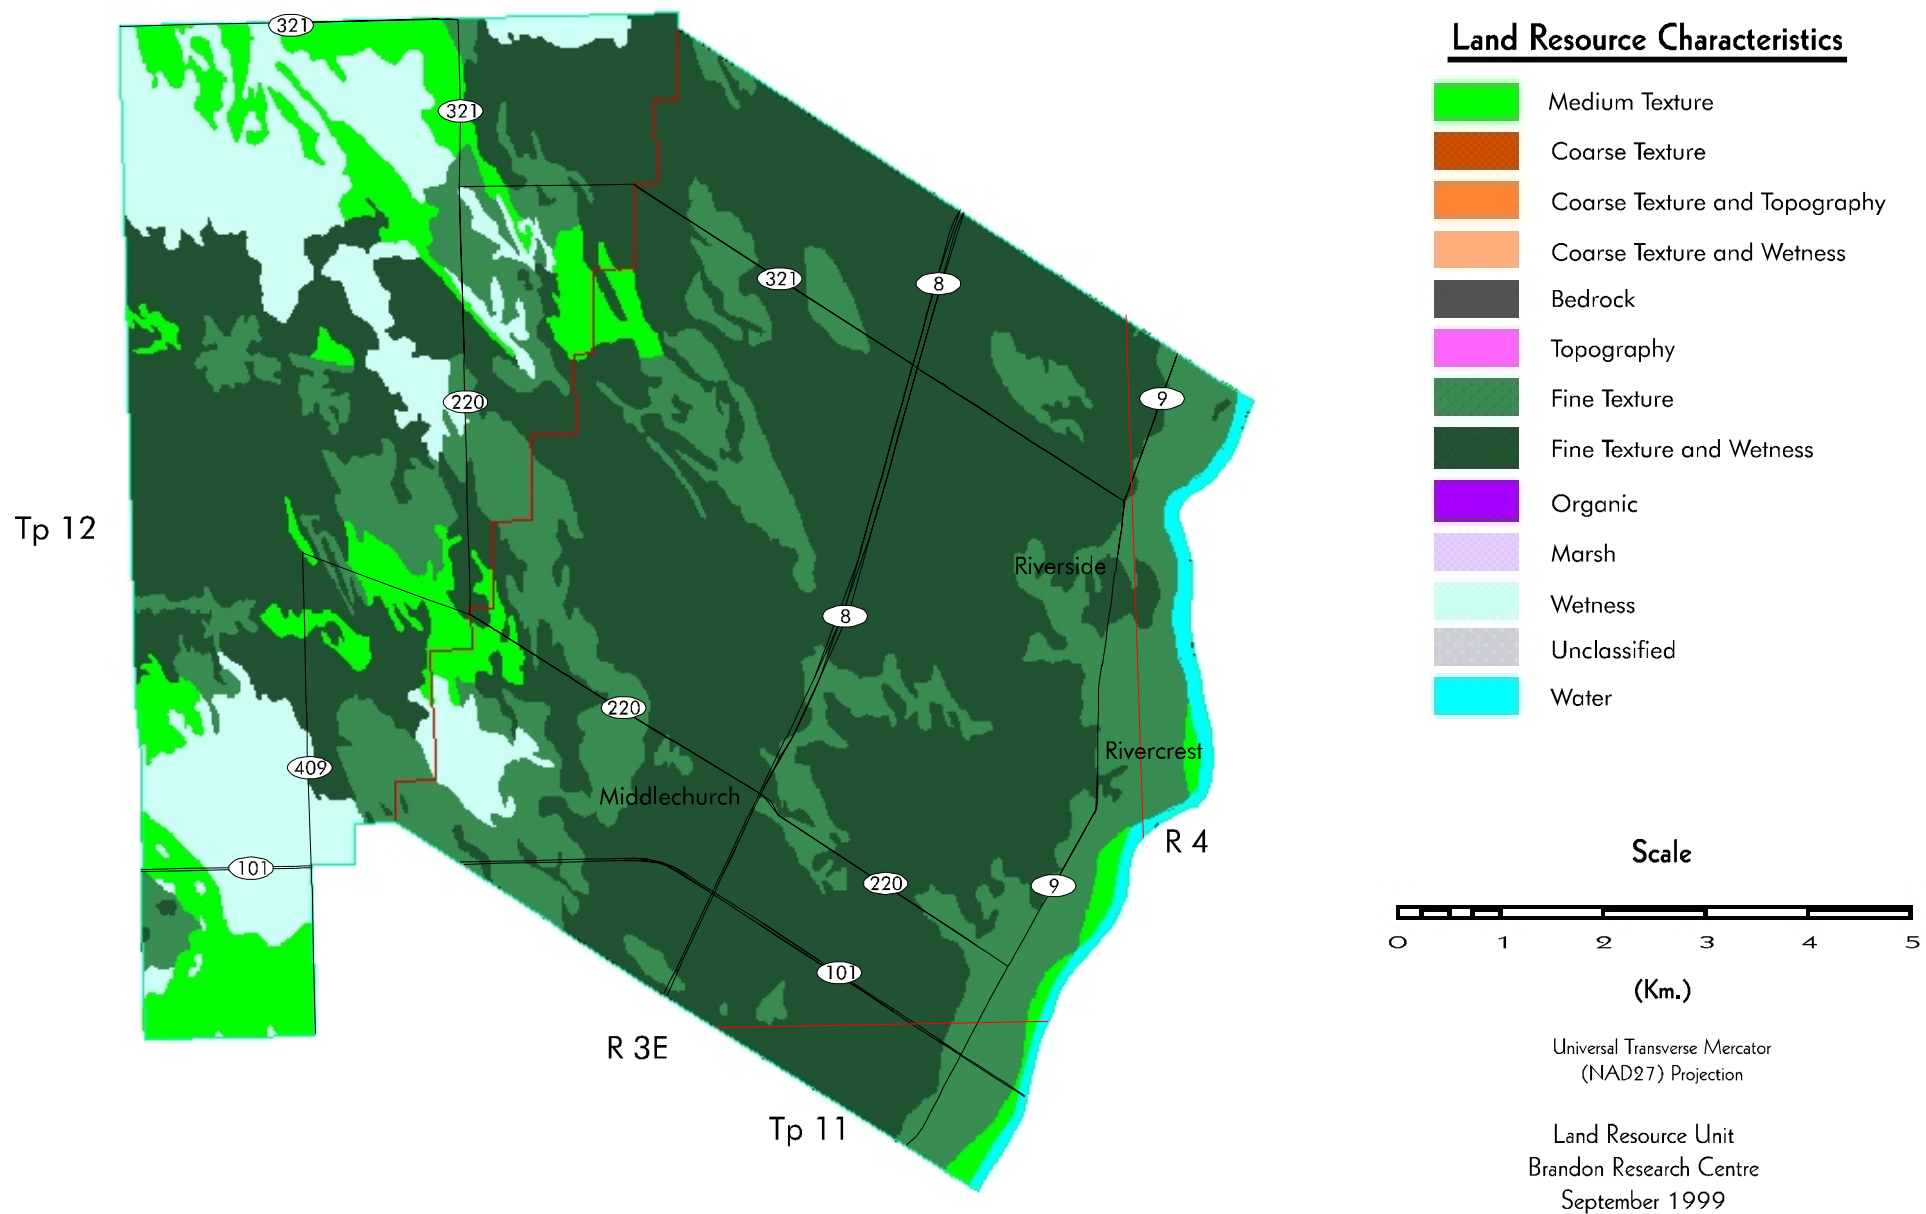 Land Resource Characteristics
Medium Texture
Coarse Texture
Coarse Texture and Topography
Coarse Texture and Wetness
Bedrock
Topography
Fine Texture
Fine Texture and Wetness
Organic
Marsh
Wetness
Unclassified
Water
321
321
321
8
9
220
Tp 12
Riverside
8
220
Rivercrest
409
Middlechurch
R 4
101
220
9
101
R 3E
Tp 11
Scale
0 1 2 3 4 5
(Km.)
Universal Transverse Mercator
(NAD27) Projection
Land Resource Unit
Brandon Research Centre
September 1999